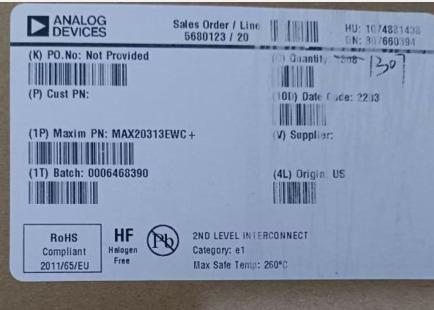 ANALOG DEVICES
Sales Order / Line
5680123 / 20
(K) PO.No: Not Provided
(P) Cust PN:
(1P) Maxim PN: MAX20313EWC+
(1T) Batch: 0006468390
Quantity
130
(10D) Date Code: 2203
(V) Supplier:
(4L) Origin: US
RoHS
Compliant
2011/65/EU
HF
Halogen
Free
Pb
2ND LEVEL INTERCONNECT
Category: e1
Max Safe Temp: 260°C